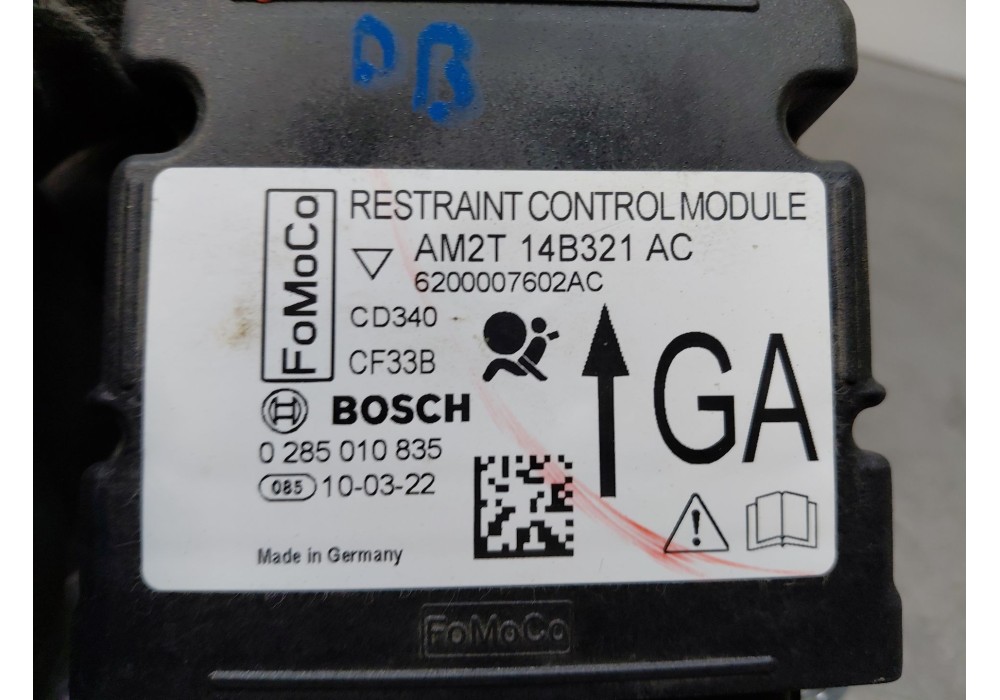 DB
FoMoCo
RESTRAINT CONTROL MODULE
AM2T 14B321 AC
6200007602AC
CD340
CF33B
GA
BOSCH
0 285 010 835
085 10-03-22
Made in Germany
FoMoCo